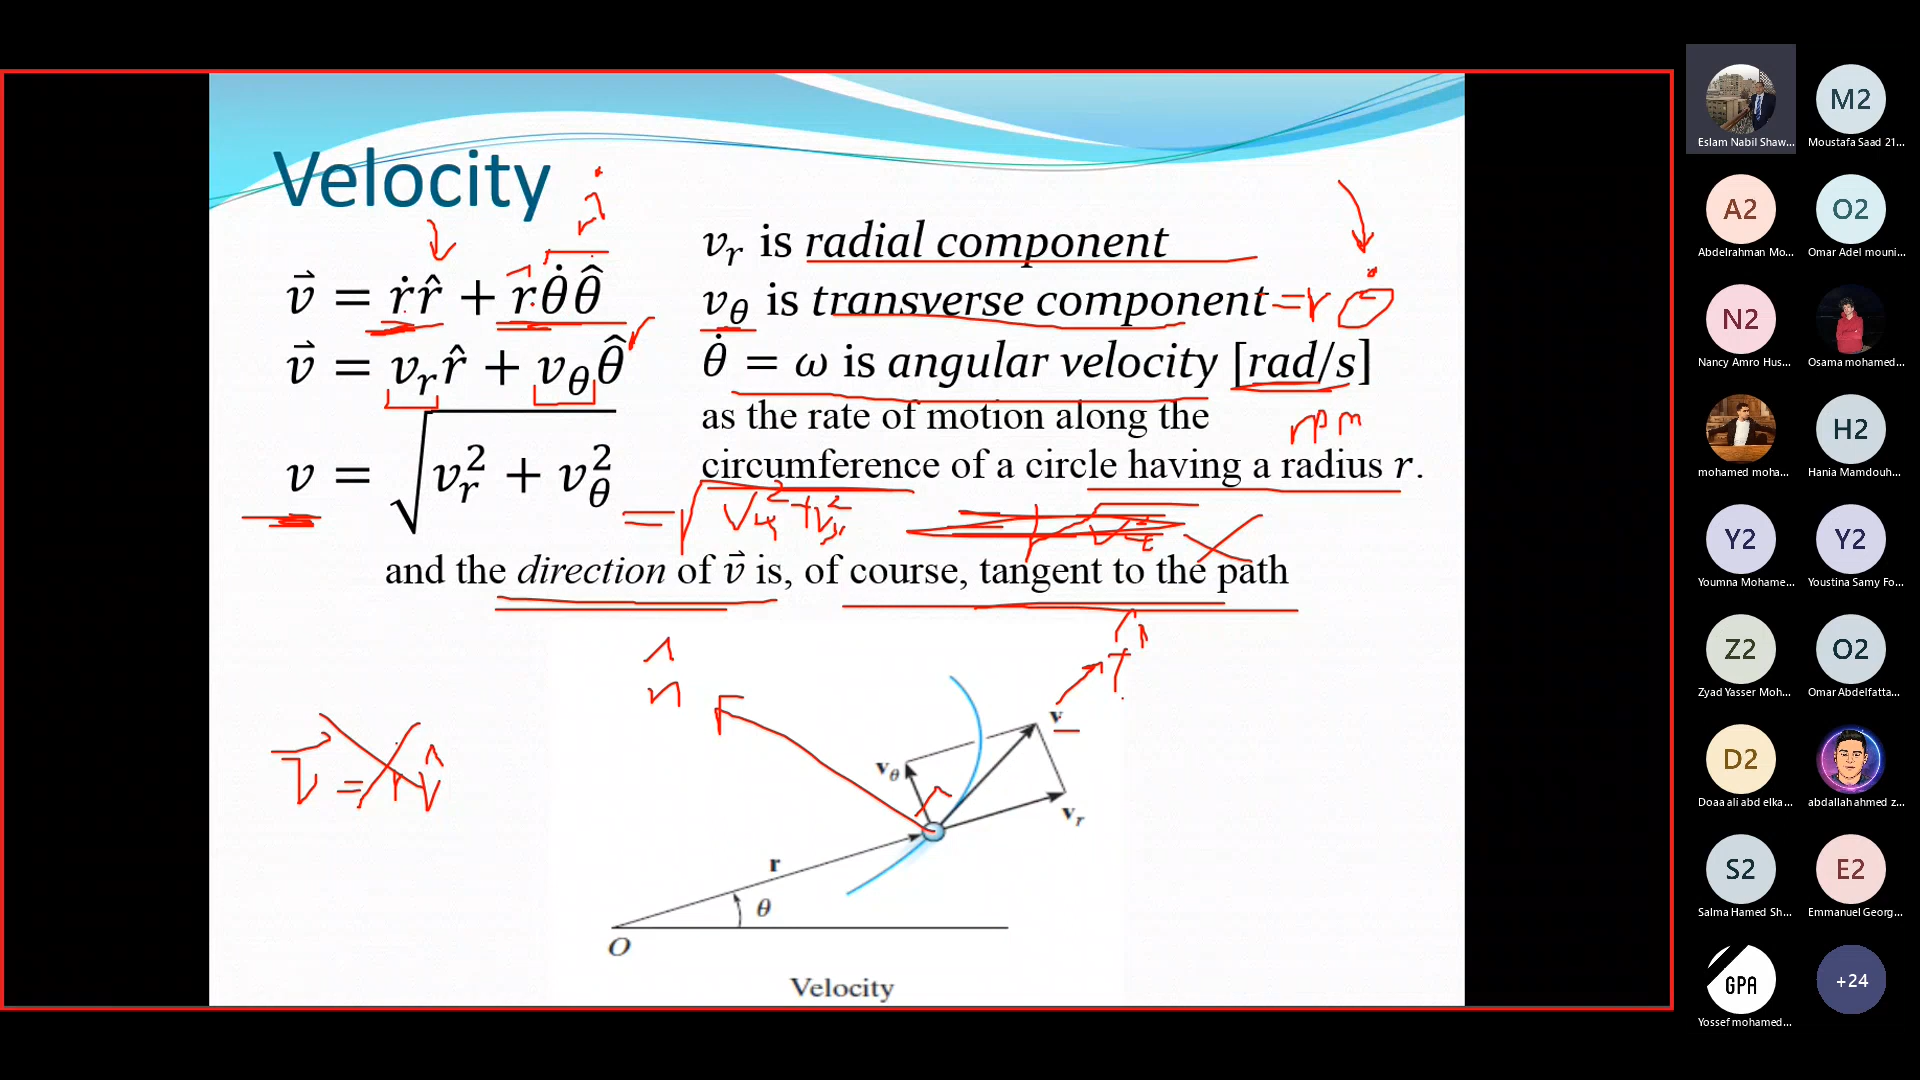 Velocity
v⃗ = ṙr̂ + rθ̇θ̂
v⃗ = v_r r̂ + v_θ θ̂
v = √(v_r² + v_θ²)
= √(v_x² + v_y²)
v_r is radial component
v_θ is transverse component = r θ̇
θ̇ = ω is angular velocity [rad/s]
rpm
as the rate of motion along the
circumference of a circle having a radius r.
and the direction of v⃗ is, of course, tangent to the path
n̂
v
v_θ
v_r
r
θ
O
Velocity
Eslam Nabil Shaw...
M2
Moustafa Saad 21...
A2
Abdelrahman Mo...
O2
Omar Adel mouni...
N2
Nancy Amro Hus...
Osama mohamed...
mohamed moha...
H2
Hania Mamdouh...
Y2
Youmna Mohame...
Y2
Youstina Samy Fo...
Z2
Zyad Yasser Moh...
O2
Omar Abdelfatta...
D2
Doaa ali abd elka...
abdallah ahmed z...
S2
Salma Hamed Sh...
E2
Emmanuel Georg...
GPA
Yossef mohamed...
+24